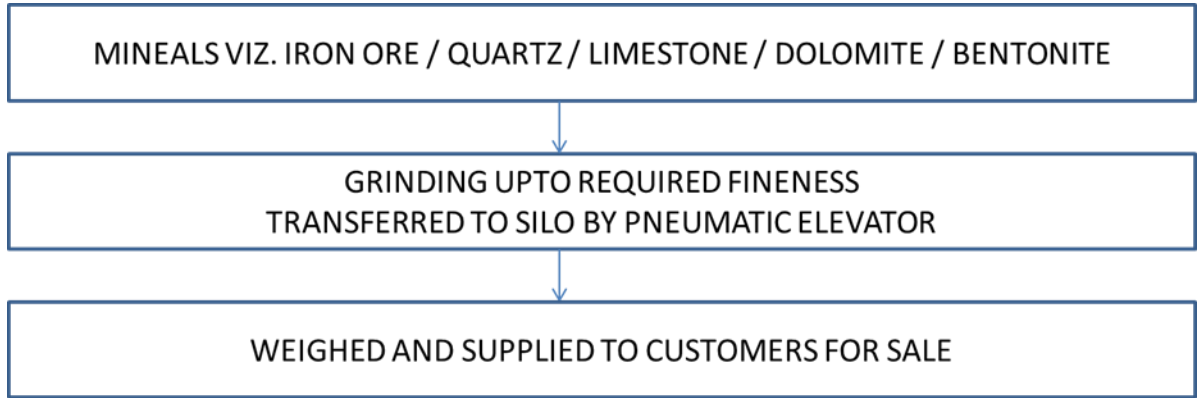 MINEALS VIZ. IRON ORE / QUARTZ / LIMESTONE / DOLOMITE / BENTONITE
GRINDING UPTO REQUIRED FINENESS
TRANSFERRED TO SILO BY PNEUMATIC ELEVATOR
WEIGHED AND SUPPLIED TO CUSTOMERS FOR SALE